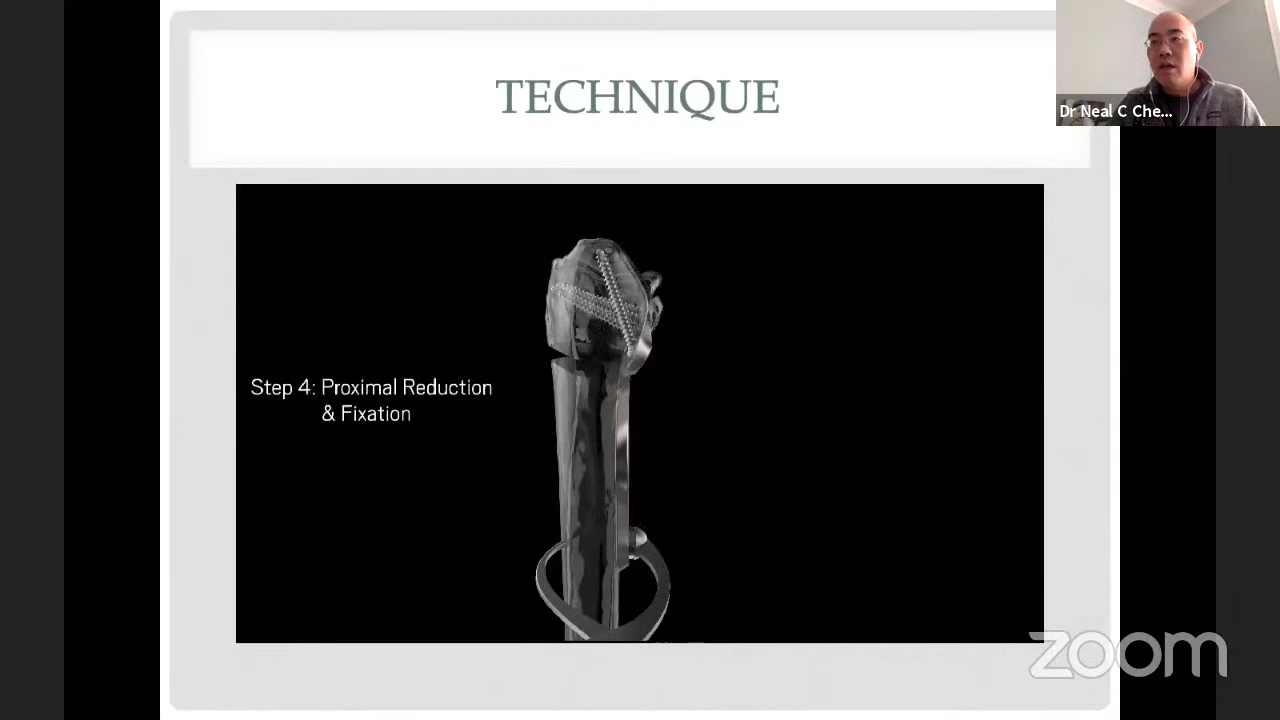 TECHNIQUE
Dr Neal C Che...
Step 4: Proximal Reduction
& Fixation
zoom